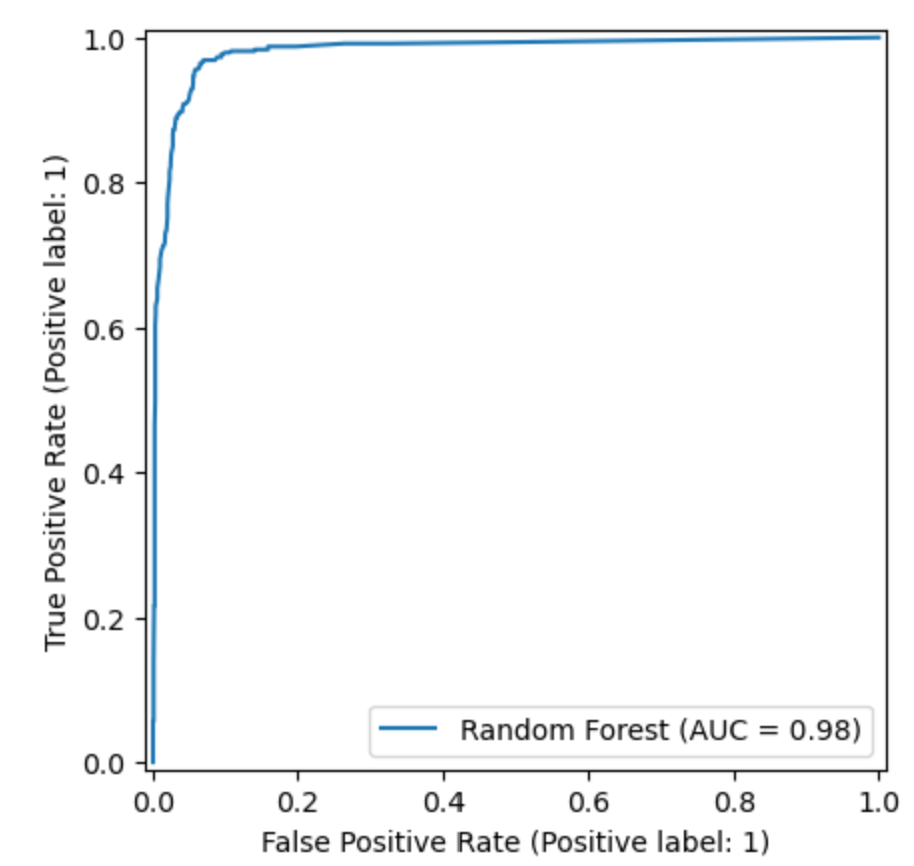 1.0
0.8
0.6
0.4
0.2
0.0
True Positive Rate (Positive label: 1)
Random Forest (AUC = 0.98)
0.0 0.2 0.4 0.6 0.8 1.0
False Positive Rate (Positive label: 1)